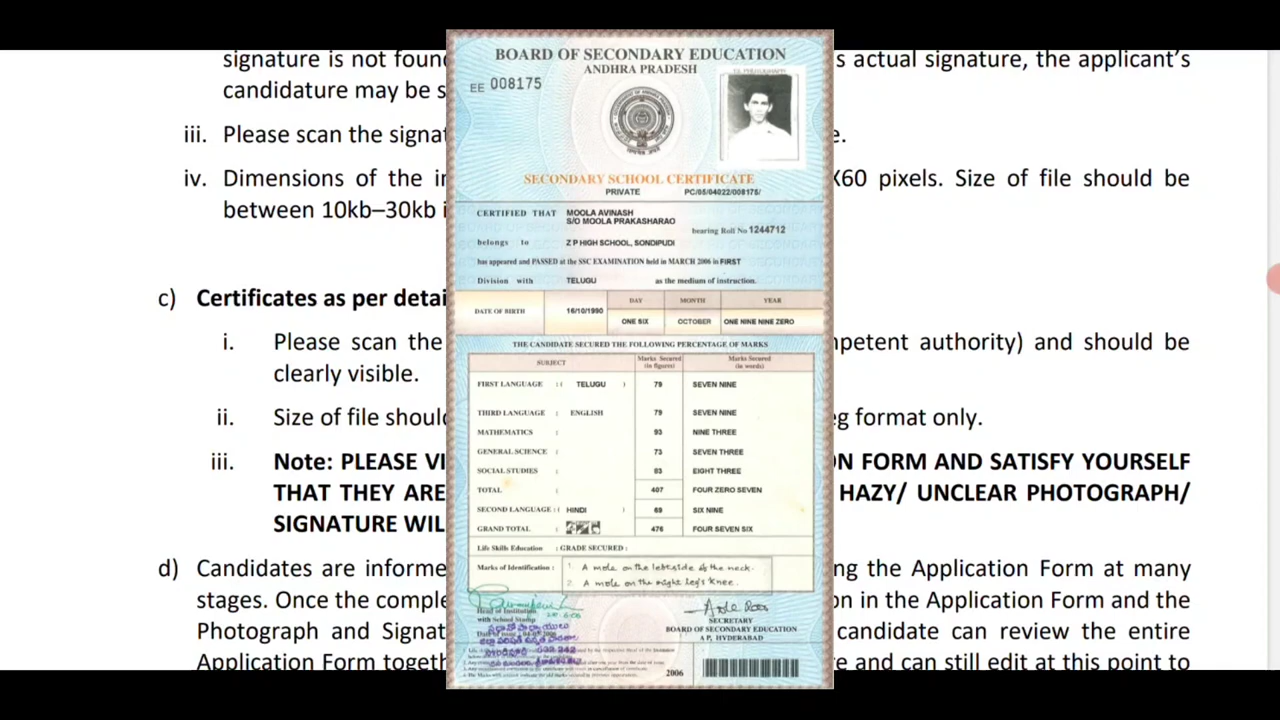 signature is not foun
s actual signature, the applicant's
candidature may be s
iii. Please scan the signat
e.
iv. Dimensions of the i
X60 pixels. Size of file should be
between 10kb–30kb i
c) Certificates as per detai
i. Please scan the
mpetent authority) and should be
clearly visible.
ii. Size of file shoul
eg format only.
iii. Note: PLEASE VI
ON FORM AND SATISFY YOURSELF
THAT THEY ARE
HAZY/ UNCLEAR PHOTOGRAPH/
SIGNATURE WIL
d) Candidates are informe
ng the Application Form at many
stages. Once the comple
on in the Application Form and the
Photograph and Signat
candidate can review the entire
Application Form togeth
e and can still edit at this point to
BOARD OF SECONDARY EDUCATION
ANDHRA PRADESH
EE 008175
SECONDARY SCHOOL CERTIFICATE
PRIVATE PC/05/04022/008175/
CERTIFIED THAT MOOLA AVINASH
S/O MOOLA PRAKASHARAO
bearing Roll No 1244712
belongs to Z P HIGH SCHOOL, SONDIPUDI
has appeared and PASSED at the SSC EXAMINATION held in MARCH 2006 in FIRST
Division with TELUGU as the medium of instruction.
DAY MONTH YEAR
DATE OF BIRTH 16/10/1990
ONE SIX OCTOBER ONE NINE NINE ZERO
THE CANDIDATE SECURED THE FOLLOWING PERCENTAGE OF MARKS
SUBJECT Marks Secured (in figures) Marks Secured (in words)
FIRST LANGUAGE : ( TELUGU ) 79 SEVEN NINE
THIRD LANGUAGE : ENGLISH 79 SEVEN NINE
MATHEMATICS : 93 NINE THREE
GENERAL SCIENCE : 73 SEVEN THREE
SOCIAL STUDIES : 83 EIGHT THREE
TOTAL : 407 FOUR ZERO SEVEN
SECOND LANGUAGE : ( HINDI ) 69 SIX NINE
GRAND TOTAL : 476 FOUR SEVEN SIX
Life Skills Education : GRADE SECURED :
Marks of Identification : 1. A mole on the leftside of the neck.
2. A mole on the right leg's knee.
Head of Institution
with School Stamp
SECRETARY
BOARD OF SECONDARY EDUCATION
A P, HYDERABAD
2006